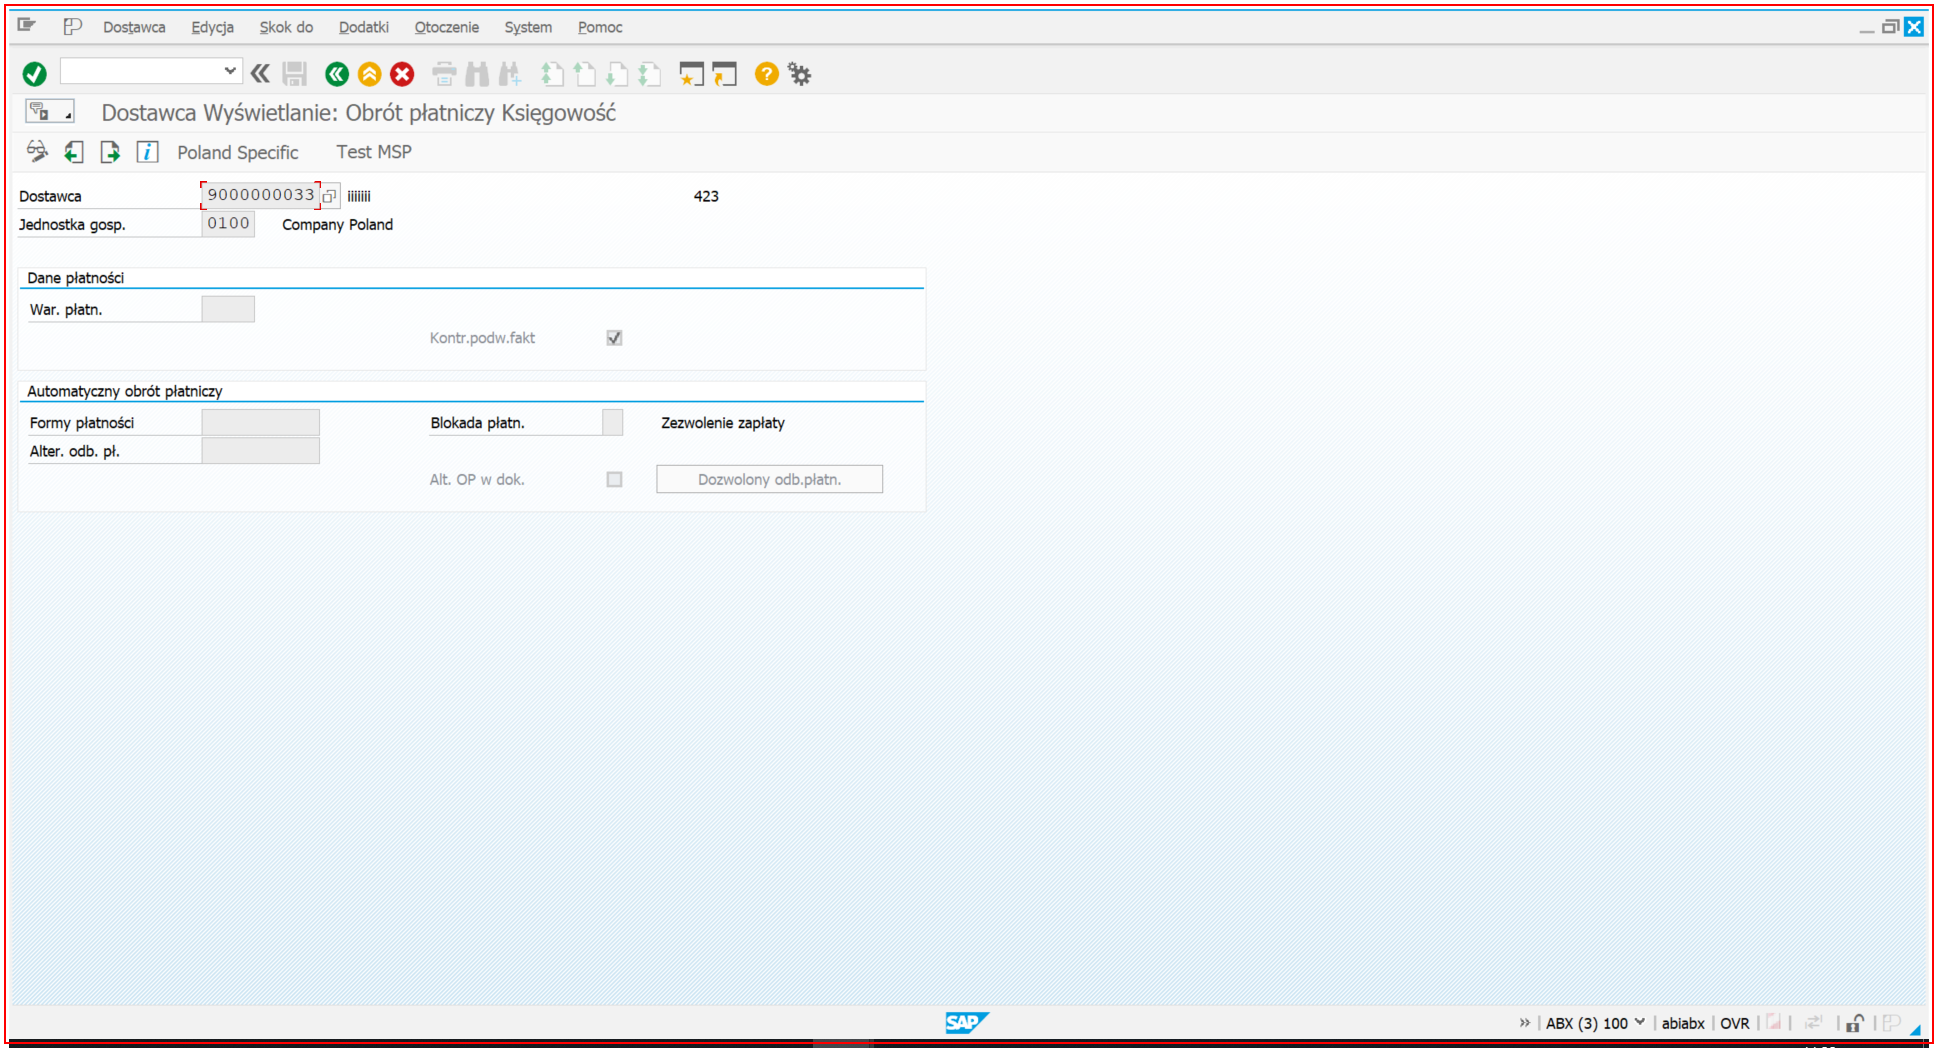 Dostawca Edycja Skok do Dodatki Otoczenie System Pomoc
Dostawca Wyświetlanie: Obrót płatniczy Księgowość
Poland Specific Test MSP
Dostawca 9000000033 iiiiiii 423
Jednostka gosp. 0100 Company Poland
Dane płatności
War. płatn.
Kontr.podw.fakt
Automatyczny obrót płatniczy
Formy płatności Blokada płatn. Zezwolenie zapłaty
Alter. odb. pł.
Alt. OP w dok. Dozwolony odb.płatn.
SAP ABX (3) 100 abiabx OVR